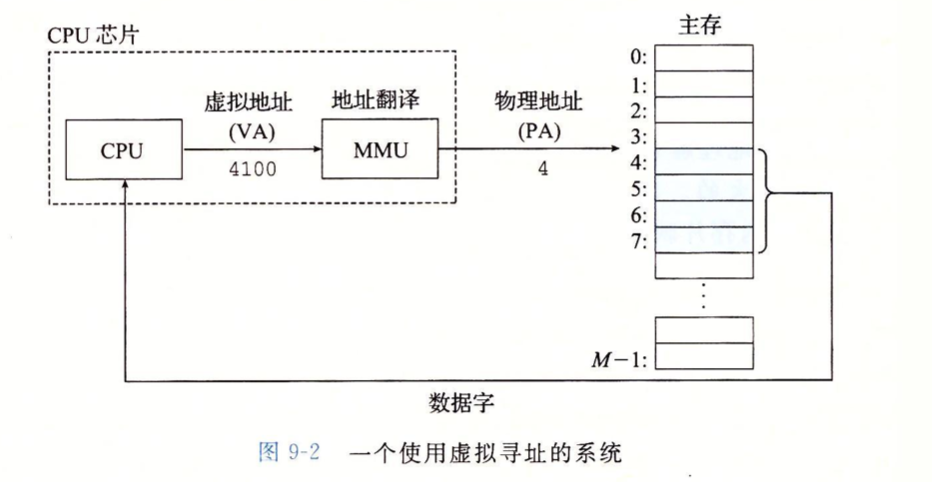 CPU 芯片
主存
虚拟地址
(VA)
4100
地址翻译
物理地址
(PA)
4
CPU
MMU
0:
1:
2:
3:
4:
5:
6:
7:
M-1:
数据字
图 9-2 一个使用虚拟寻址的系统